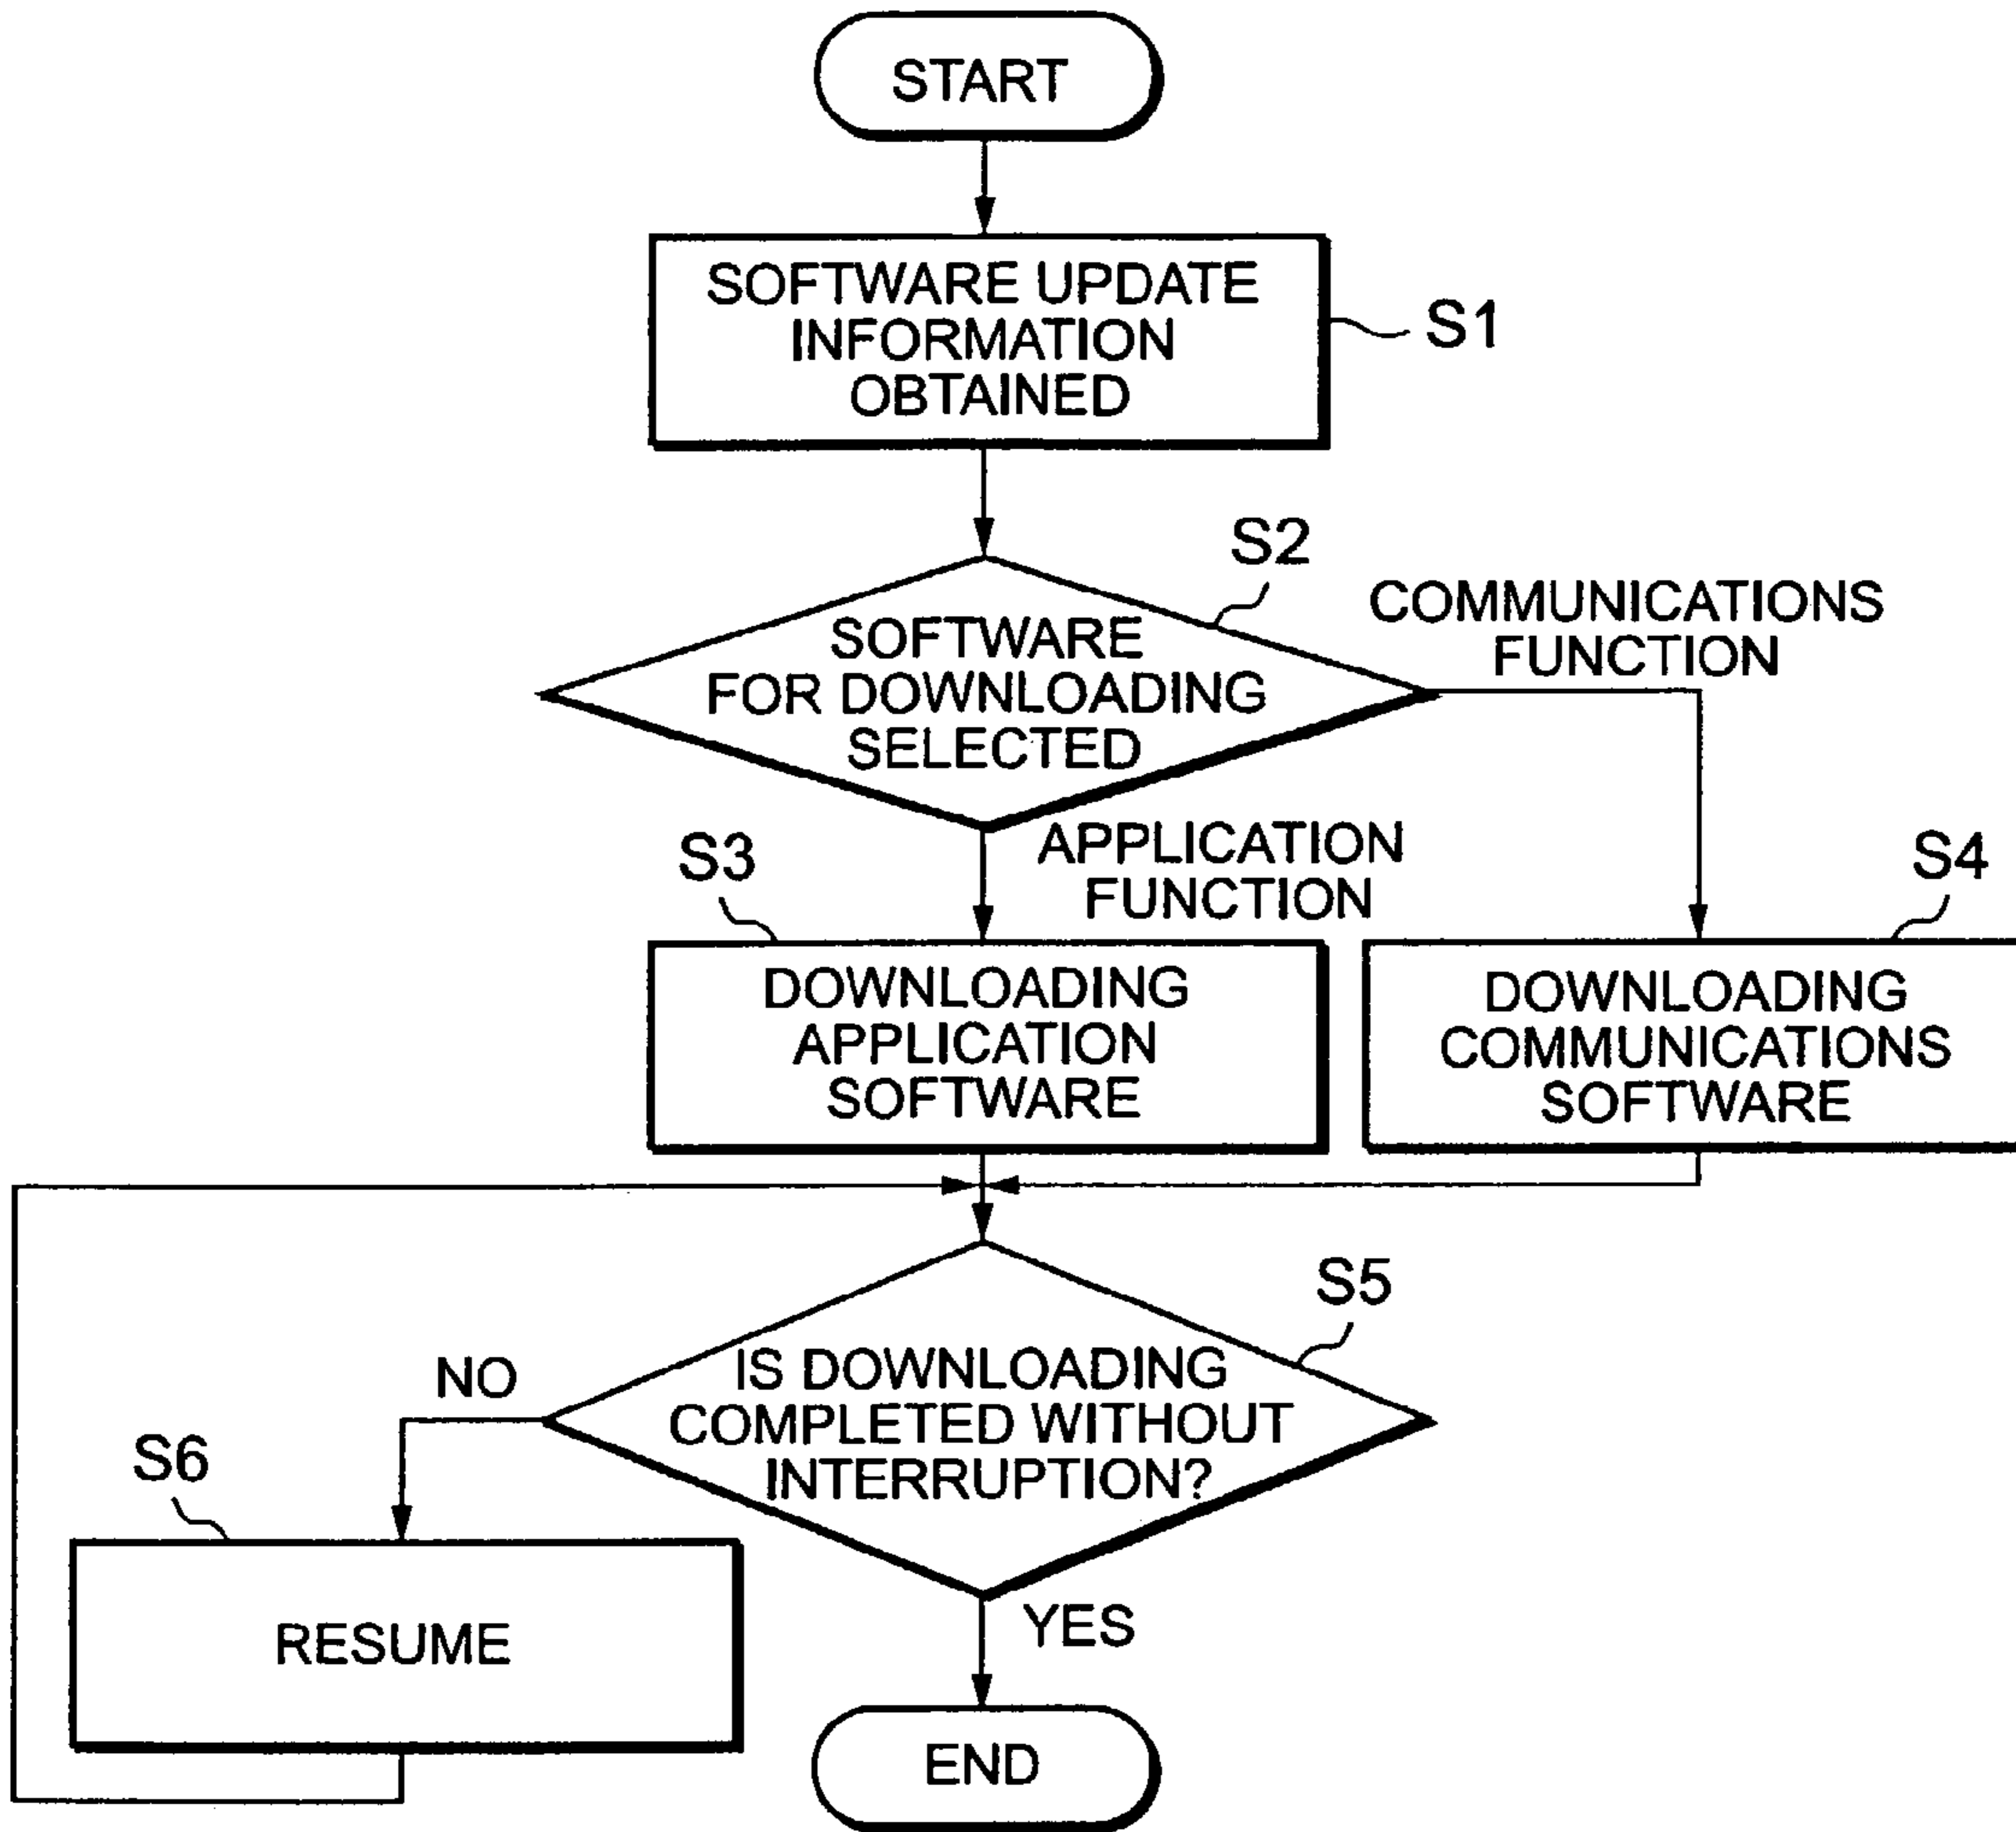 START
SOFTWARE UPDATE
INFORMATION
OBTAINED
S1
S2
SOFTWARE
FOR DOWNLOADING
SELECTED
COMMUNICATIONS
FUNCTION
APPLICATION
FUNCTION
S3
DOWNLOADING
APPLICATION
SOFTWARE
S4
DOWNLOADING
COMMUNICATIONS
SOFTWARE
S5
IS DOWNLOADING
COMPLETED WITHOUT
INTERRUPTION?
NO
S6
RESUME
YES
END